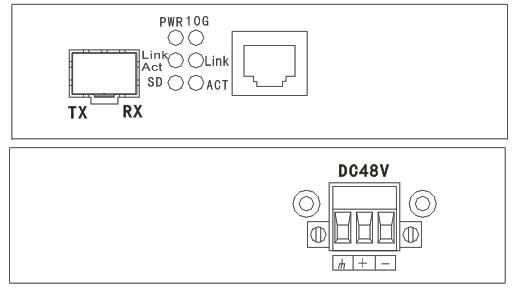 PWR 10G
Link
Act
Link
SD
ACT
TX RX
DC48V
+ −